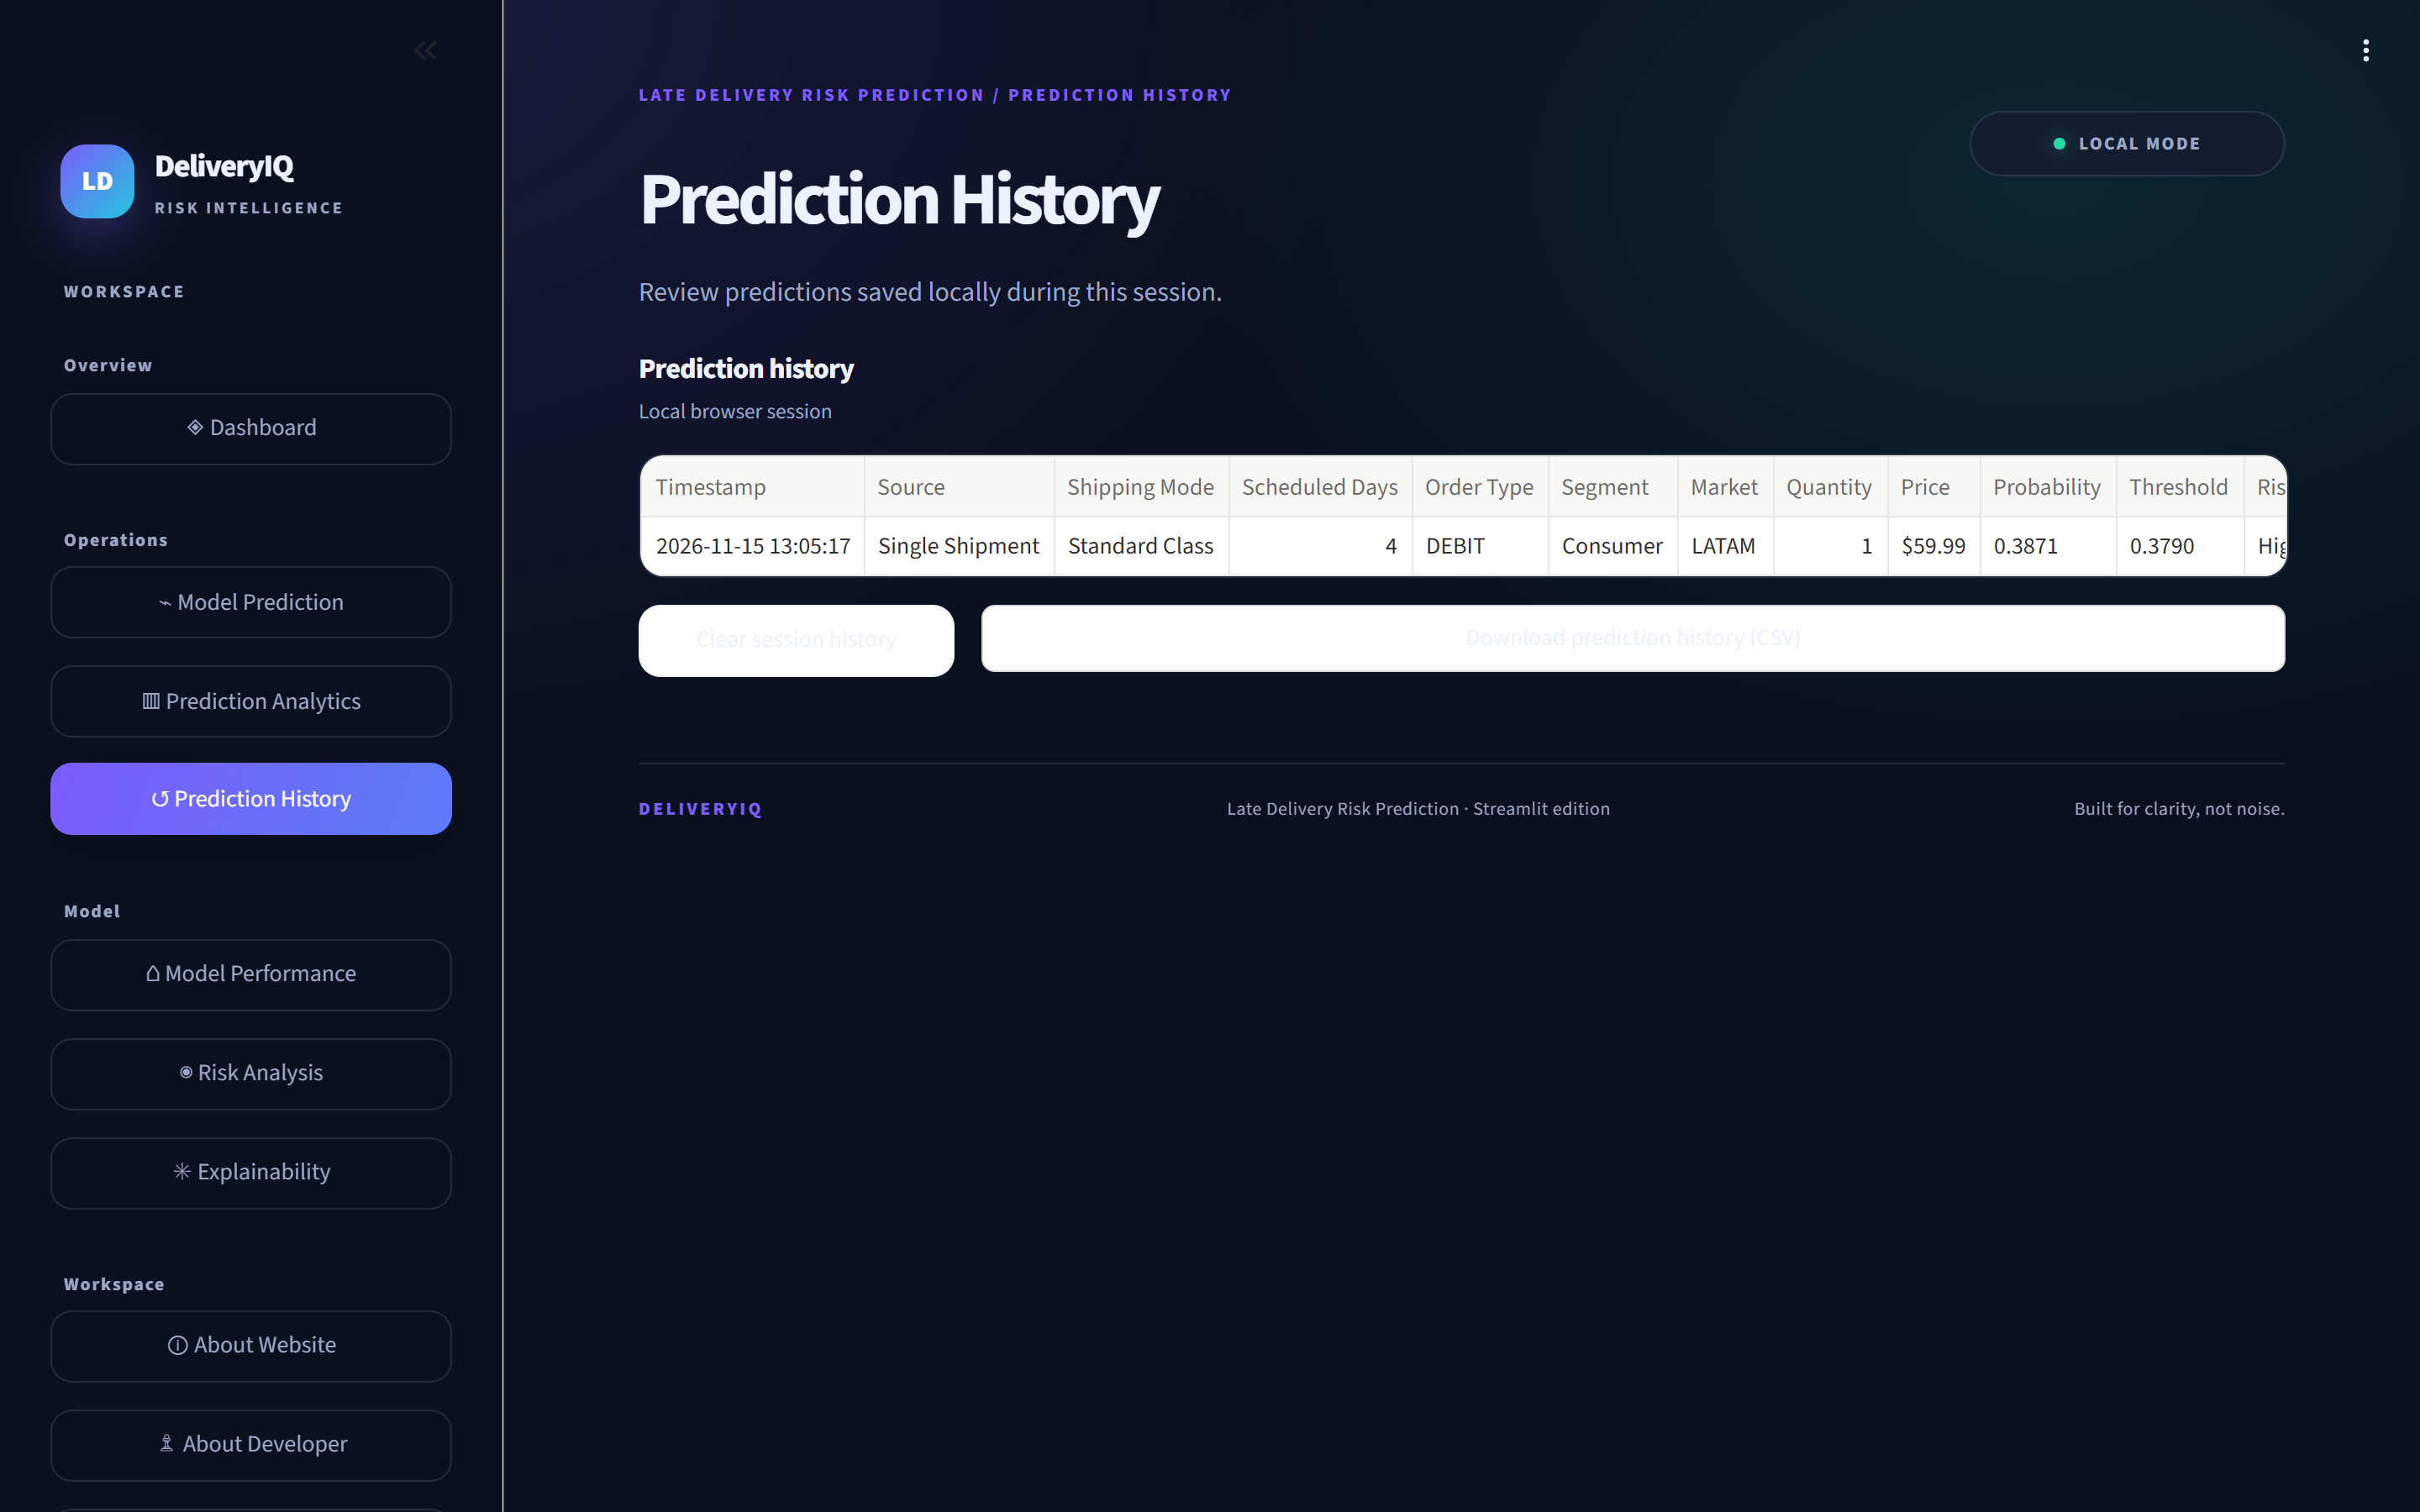 LD
DeliveryIQ
RISK INTELLIGENCE
WORKSPACE
Overview
Dashboard
Operations
Model Prediction
Prediction Analytics
Prediction History
Model
Model Performance
Risk Analysis
Explainability
Workspace
About Website
About Developer
LATE DELIVERY RISK PREDICTION / PREDICTION HISTORY
LOCAL MODE
Prediction History
Review predictions saved locally during this session.
Prediction history
Local browser session
Timestamp Source Shipping Mode Scheduled Days Order Type Segment Market Quantity Price Probability Threshold
2026-11-15 13:05:17 Single Shipment Standard Class 4 DEBIT Consumer LATAM 1 $59.99 0.3871 0.3790
Clear session history Download prediction history (CSV)
DELIVERYIQ Late Delivery Risk Prediction · Streamlit edition Built for clarity, not noise.